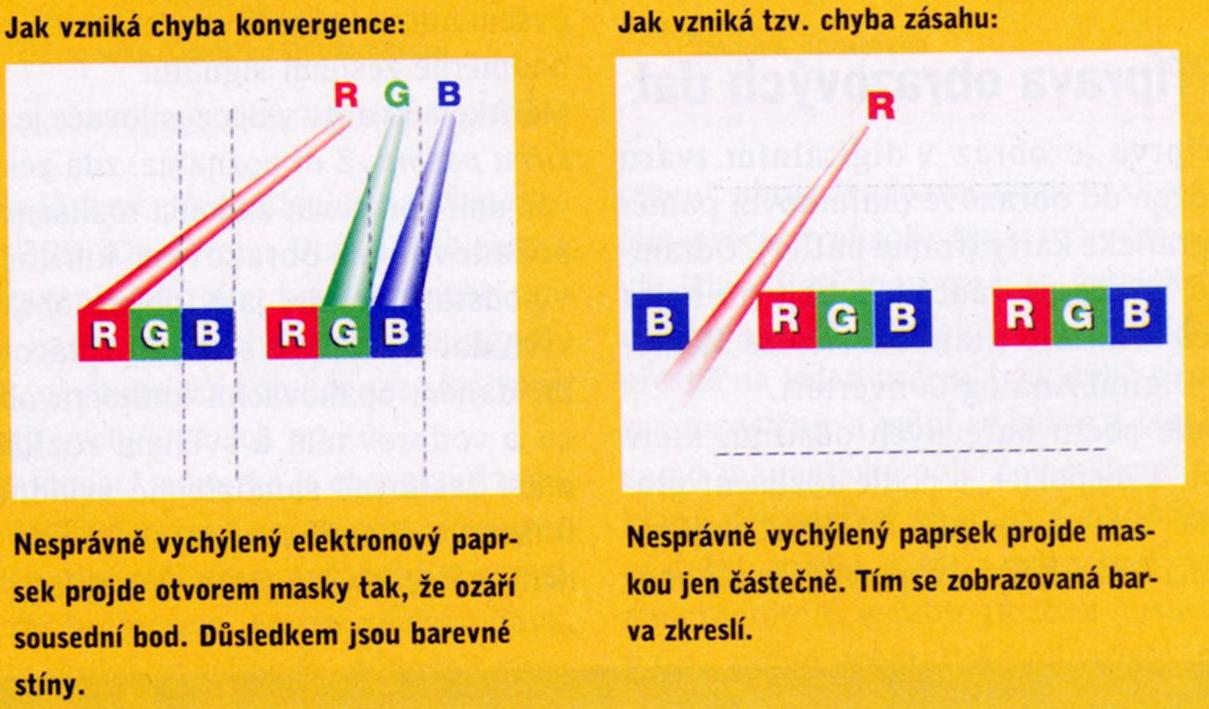 Jak vzniká chyba konvergence:
R G B
R G B R G B
Nesprávně vychýlený elektronový papr-
sek projde otvorem masky tak, že ozáří
sousední bod. Důsledkem jsou barevné
stíny.
Jak vzniká tzv. chyba zásahu:
R
B R G B R G B
Nesprávně vychýlený paprsek projde mas-
kou jen částečně. Tím se zobrazovaná bar-
va zkreslí.